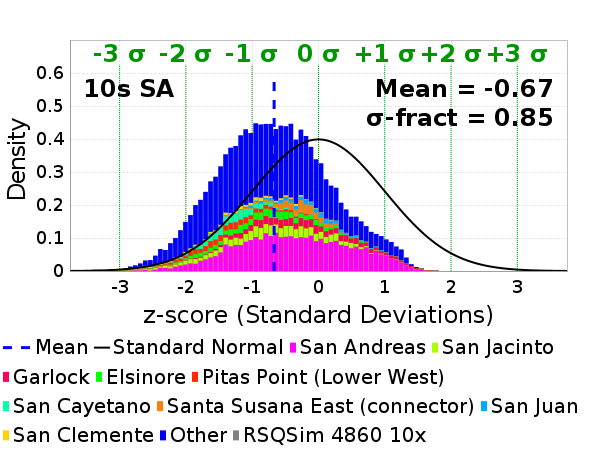 -3 σ -2 σ -1 σ 0 σ +1 σ +2 σ +3 σ
10s SA
Mean = -0.67
σ-fract = 0.85
0.6
0.5
0.4
0.3
0.2
0.1
0
Density
-3 -2 -1 0 1 2 3
z-score (Standard Deviations)
Mean Standard Normal San Andreas San Jacinto
Garlock Elsinore Pitas Point (Lower West)
San Cayetano Santa Susana East (connector) San Juan
San Clemente Other RSQSim 4860 10x